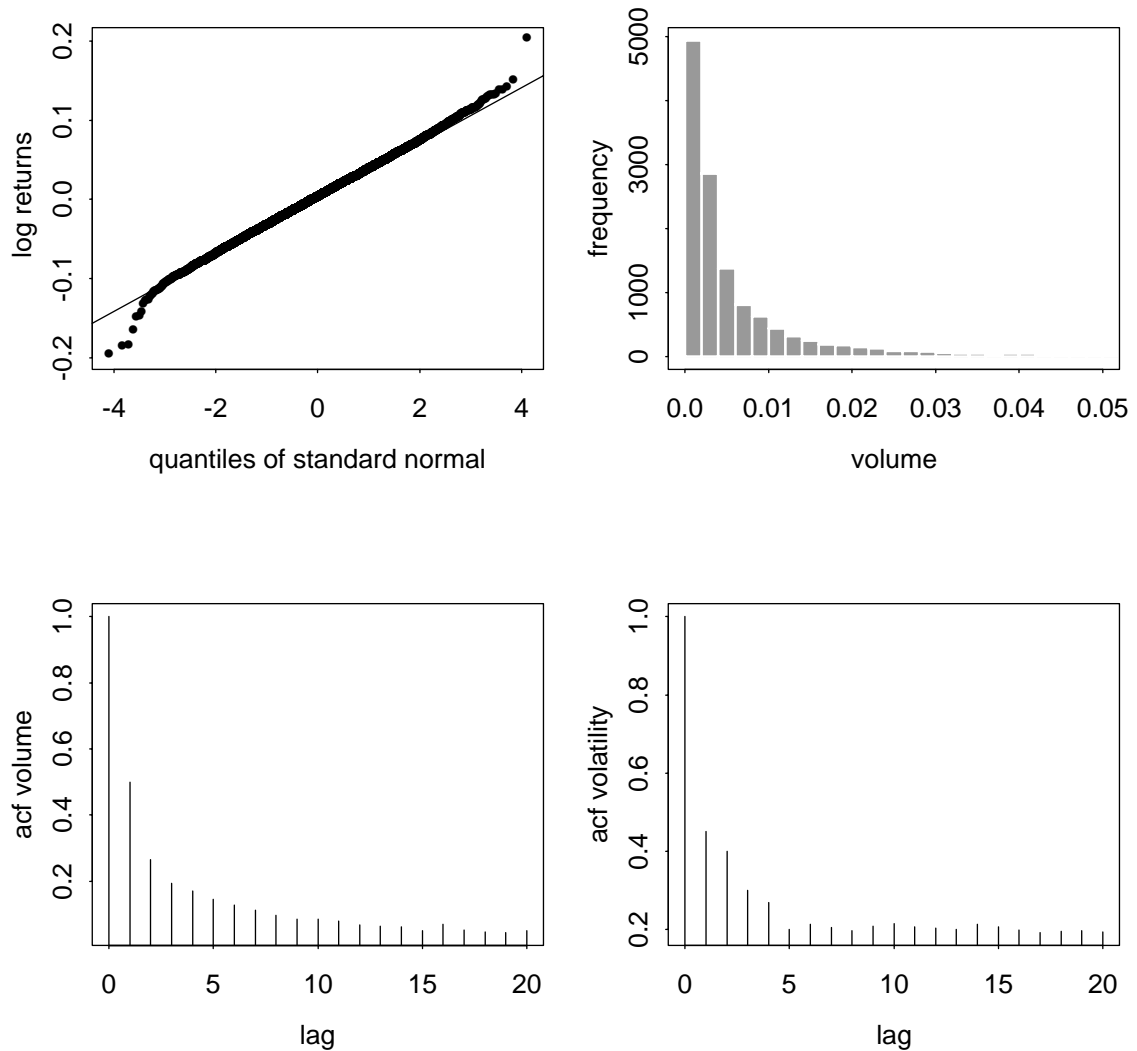 log returns
0.2
0.1
0.0
-0.1
-0.2
-4 -2 0 2 4
quantiles of standard normal
frequency
5000
3000
1000
0
0.0 0.01 0.02 0.03 0.04 0.05
volume
acf volume
1.0
0.8
0.6
0.4
0.2
0 5 10 15 20
lag
acf volatility
1.0
0.8
0.6
0.4
0.2
0 5 10 15 20
lag